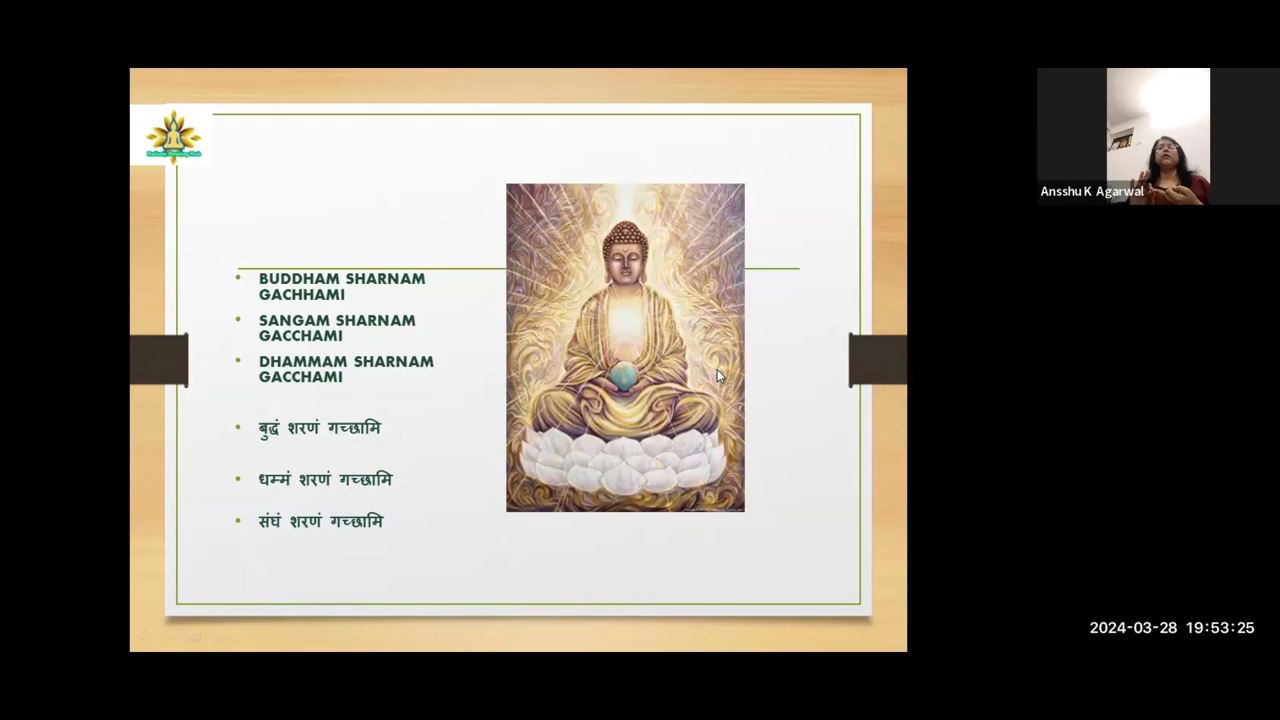 BUDDHAM SHARNAM
GACHHAMI
SANGAM SHARNAM
GACCHAMI
DHAMMAM SHARNAM
GACCHAMI
बुद्धं शरणं गच्छामि
धम्मं शरणं गच्छामि
संघं शरणं गच्छामि
Ansshu K Agarwal
2024-03-28 19:53:25